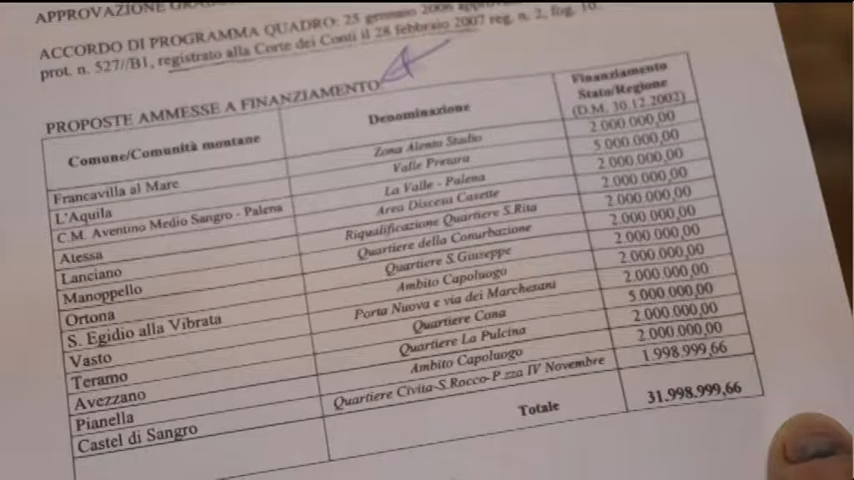 APPROVAZIONE
ACCORDO DI PROGRAMMA QUADRO: 25 gennaio 2006
prot. n. 527//B1, registrato alla Corte dei Conti il 28 febbraio 2007 reg. n. 2, fog. 10.
PROPOSTE AMMESSE A FINANZIAMENTO
Comune/Comunità montane Denominazione Finanziamento Stato/Regione (D.M. 30.12.2002)
Francavilla al Mare Zona Alento Stadio 2.000.000,00
L'Aquila Valle Pretara 5.000.000,00
C.M. Aventino Medio Sangro - Palena La Valle - Palena 2.000.000,00
Atessa Area Discesa Casette 2.000.000,00
Lanciano Riqualificazione Quartiere S.Rita 2.000.000,00
Manoppello Quartiere della Conurbazione 2.000.000,00
Ortona Quartiere S.Giuseppe 2.000.000,00
S. Egidio alla Vibrata Ambito Capoluogo 2.000.000,00
Vasto Porta Nuova e via dei Marchesani 2.000.000,00
Teramo Quartiere Cona 5.000.000,00
Avezzano Quartiere La Pulcina 2.000.000,00
Pianella Ambito Capoluogo 2.000.000,00
Castel di Sangro Quartiere Civita-S.Rocco-P.zza IV Novembre 1.998.999,66
Totale 31.998.999,66